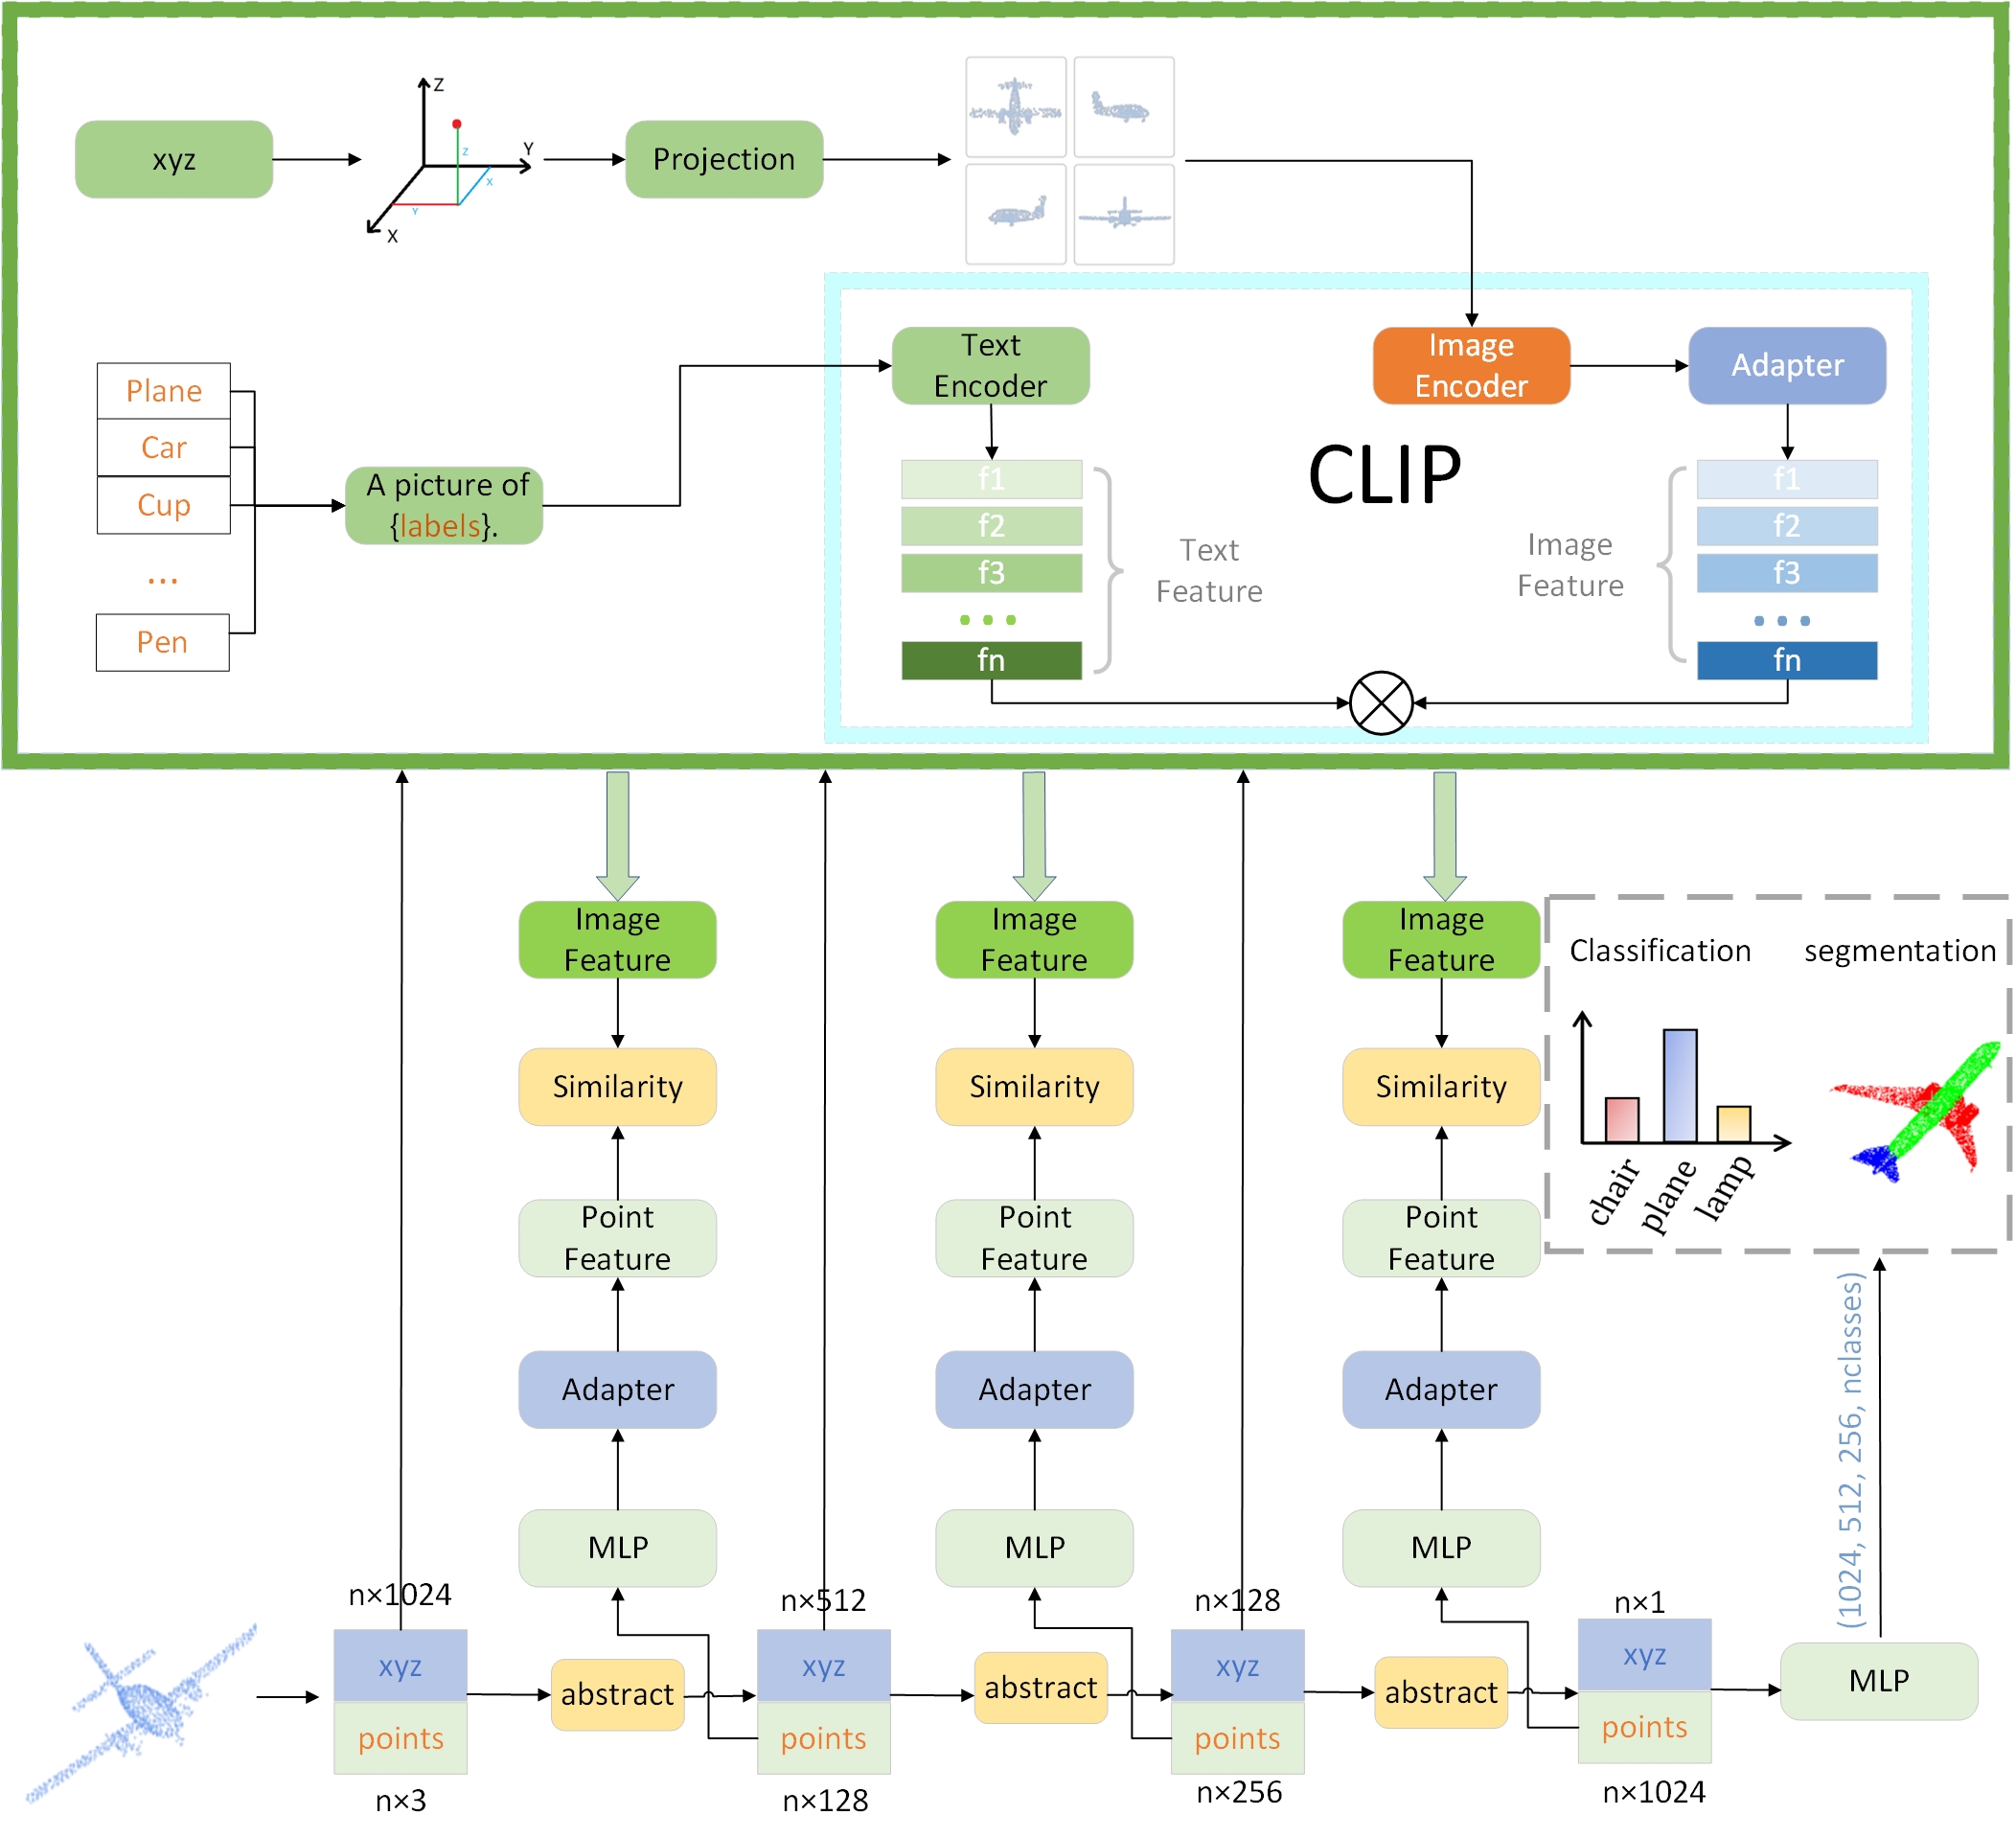 xyz
Z
Y
X
z
x
Y
Projection
Plane
Car
Cup
...
Pen
A picture of
{labels}.
Text
Encoder
f1
f2
f3
...
fn
Text
Feature
CLIP
Image
Encoder
Adapter
f1
f2
f3
...
fn
Image
Feature
Image
Feature
Similarity
Point
Feature
Adapter
MLP
Image
Feature
Similarity
Point
Feature
Adapter
MLP
Image
Feature
Similarity
Point
Feature
Adapter
MLP
Classification
segmentation
chair
plane
lamp
(1024, 512, 256, nclasses)
n×1024
xyz
points
n×3
abstract
n×512
xyz
points
n×128
abstract
n×128
xyz
points
n×256
abstract
n×1
xyz
points
n×1024
MLP